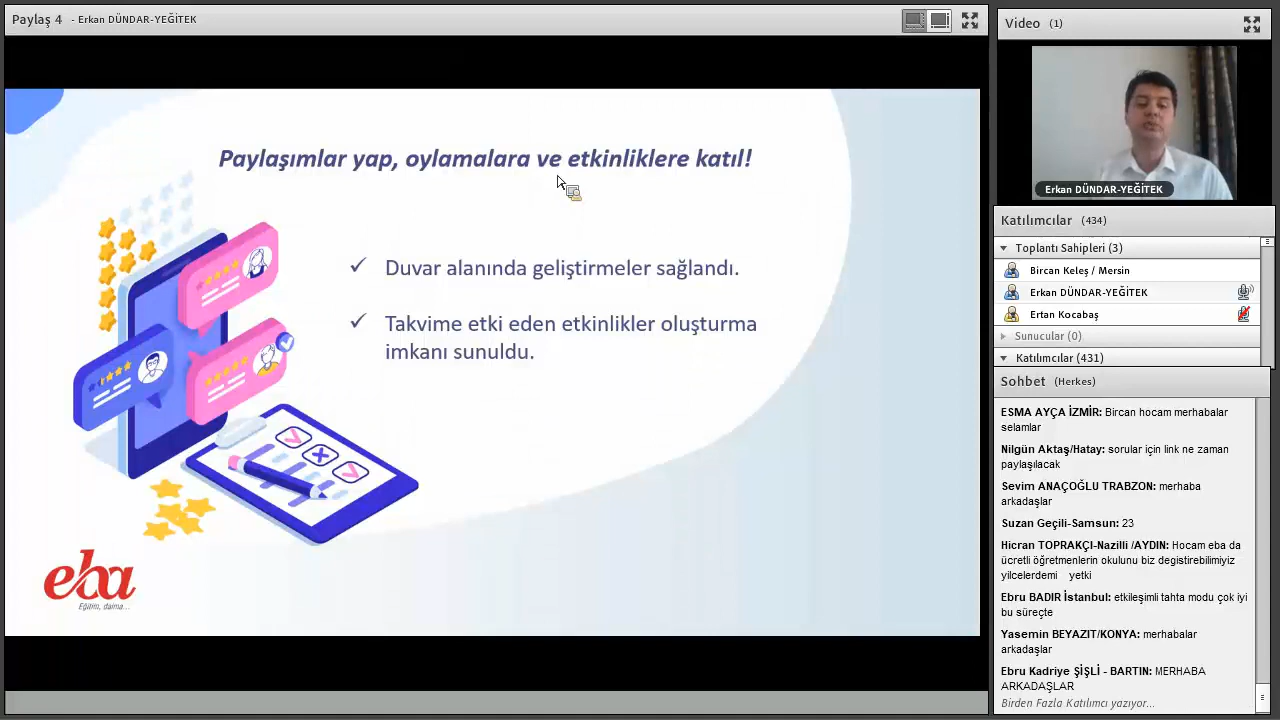 Paylaş 4 - Erkan DÜNDAR-YEĞİTEK
Paylaşımlar yap, oylamalara ve etkinliklere katıl!
✓ Duvar alanında geliştirmeler sağlandı.
✓ Takvime etki eden etkinlikler oluşturma
imkanı sunuldu.
eba
Eğitim, daima...
Video (1)
Erkan DÜNDAR-YEĞİTEK
Katılımcılar (434)
Toplantı Sahipleri (3)
Bircan Keleş / Mersin
Erkan DÜNDAR-YEĞİTEK
Ertan Kocabaş
Sunucular (0)
Katılımcılar (431)
Sohbet (Herkes)
ESMA AYÇA İZMİR: Bircan hocam merhabalar
selamlar
Nilgün Aktaş/Hatay: sorular için link ne zaman
paylaşılacak
Sevim ANAÇOĞLU TRABZON: merhaba
arkadaşlar
Suzan Geçili-Samsun: 23
Hicran TOPRAKÇI-Nazilli /AYDIN: Hocam eba da
ücretli öğretmenlerin okulunu biz degistirebilimiyiz
yilcelerdemi yetki
Ebru BADIR İstanbul: etkileşimli tahta modu çok iyi
bu süreçte
Yasemin BEYAZIT/KONYA: merhabalar
arkadaşlar
Ebru Kadriye ŞİŞLİ - BARTIN: MERHABA
ARKADAŞLAR
Birden Fazla Katılımcı yazıyor...